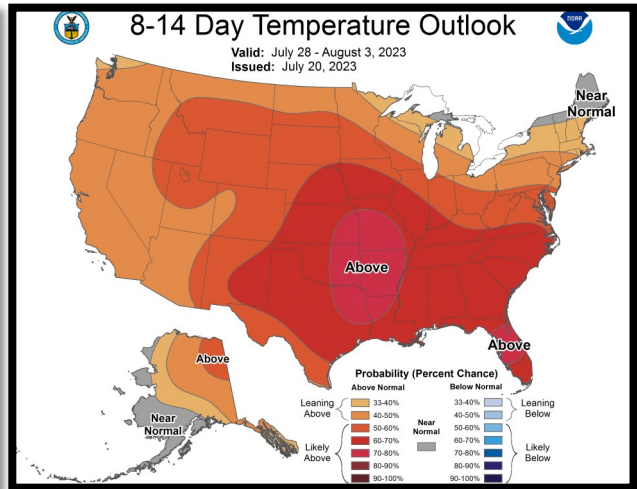 8-14 Day Temperature Outlook
Valid: July 28 - August 3, 2023
Issued: July 20, 2023
NOAA
Near
Normal
Above
Above
Above
Near
Normal
Probability (Percent Chance)
Above Normal
Below Normal
Leaning
Above
33-40%
40-50%
50-60%
60-70%
70-80%
80-90%
90-100%
Likely
Above
Near
Normal
33-40%
40-50%
50-60%
60-70%
70-80%
80-90%
90-100%
Leaning
Below
Likely
Below